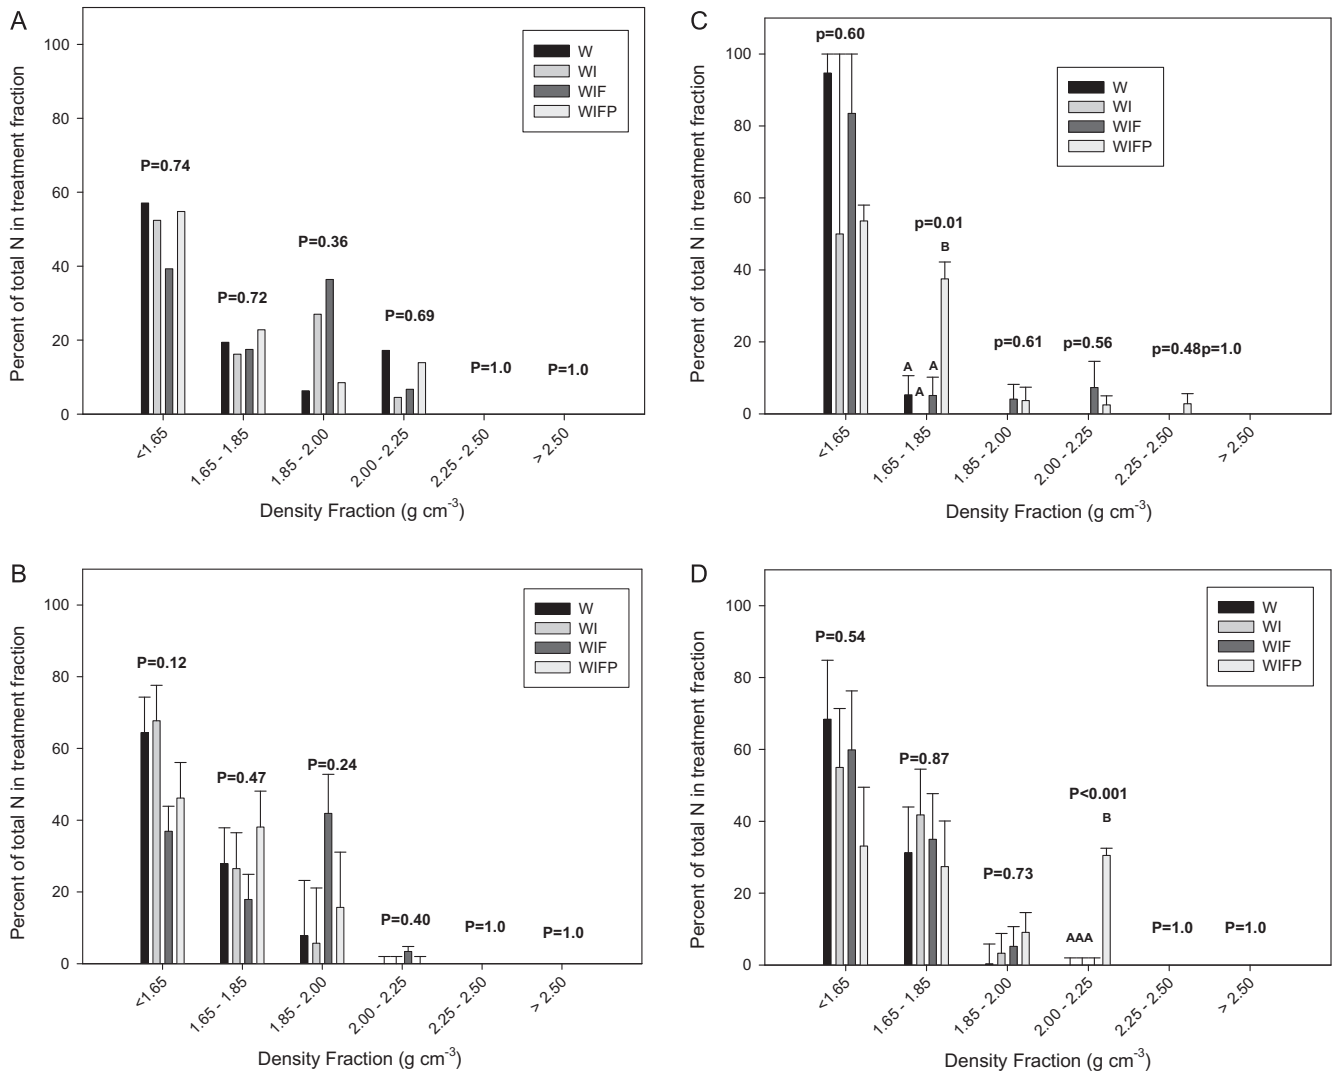 A
Percent of total N in treatment fraction
100
80
60
40
20
0
W
WI
WIF
WIFP
P=0.74
P=0.72
P=0.36
P=0.69
P=1.0
P=1.0
<1.65
1.65 - 1.85
1.85 - 2.00
2.00 - 2.25
2.25 - 2.50
> 2.50
Density Fraction (g cm-3)
C
Percent of total N in treatment fraction
100
80
60
40
20
0
W
WI
WIF
WIFP
p=0.60
p=0.01
B
A
A
A
p=0.61
p=0.56
p=0.48p=1.0
<1.65
1.65 - 1.85
1.85 - 2.00
2.00 - 2.25
2.25 - 2.50
> 2.50
Density Fraction (g cm-3)
B
Percent of total N in treatment fraction
100
80
60
40
20
0
W
WI
WIF
WIFP
P=0.12
P=0.47
P=0.24
P=0.40
P=1.0
P=1.0
<1.65
1.65 - 1.85
1.85 - 2.00
2.00 - 2.25
2.25 - 2.50
> 2.50
Density Fraction (g cm-3)
D
Percent of total N in treatment fraction
100
80
60
40
20
0
W
WI
WIF
WIFP
P=0.54
P=0.87
P=0.73
P<0.001
B
AAA
P=1.0
P=1.0
<1.65
1.65 - 1.85
1.85 - 2.00
2.00 - 2.25
2.25 - 2.50
> 2.50
Density Fraction (g cm-3)